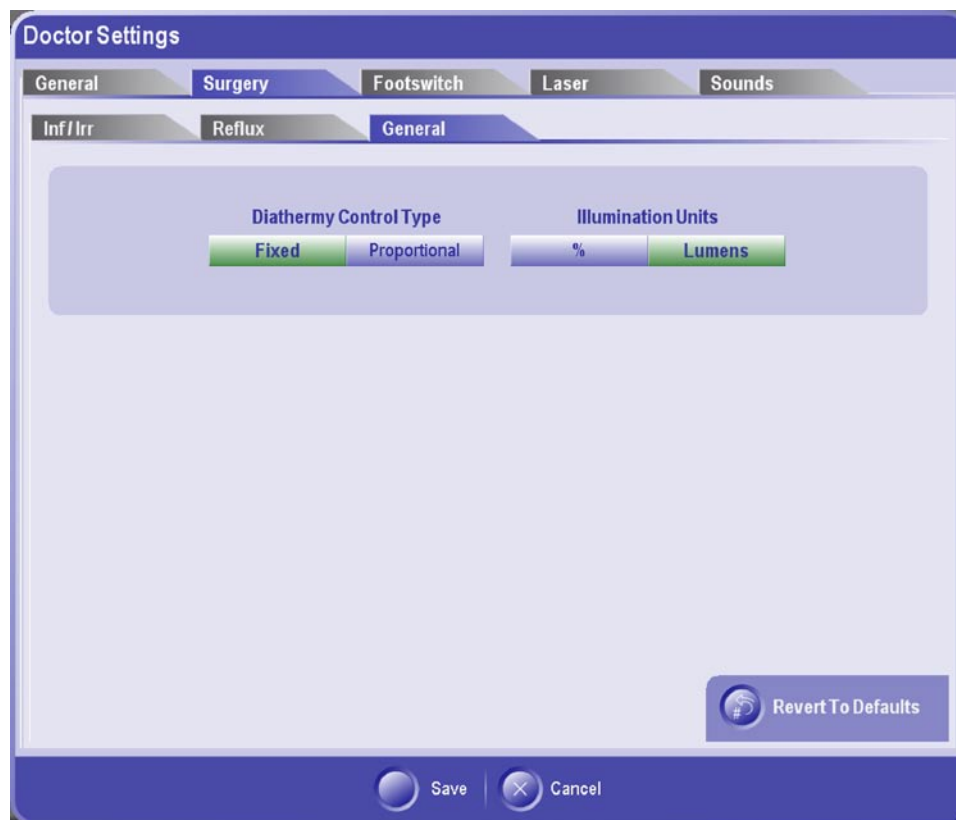 Doctor Settings
General Surgery Footswitch Laser Sounds
Inf / Irr Reflux General
Diathermy Control Type Illumination Units
Fixed Proportional % Lumens
# Revert To Defaults
Save Cancel